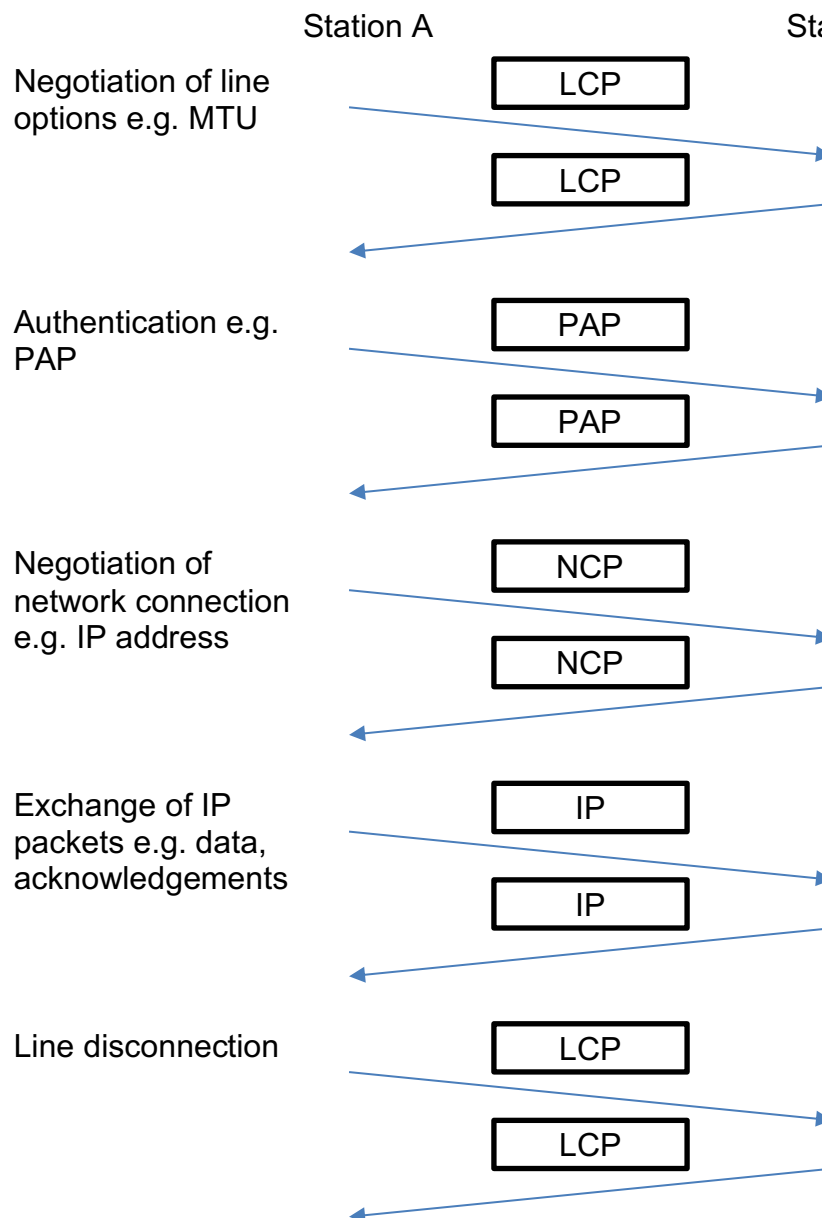 Station A
Sta
Negotiation of line
options e.g. MTU
LCP
LCP
Authentication e.g.
PAP
PAP
PAP
Negotiation of
network connection
e.g. IP address
NCP
NCP
Exchange of IP
packets e.g. data,
acknowledgements
IP
IP
Line disconnection
LCP
LCP